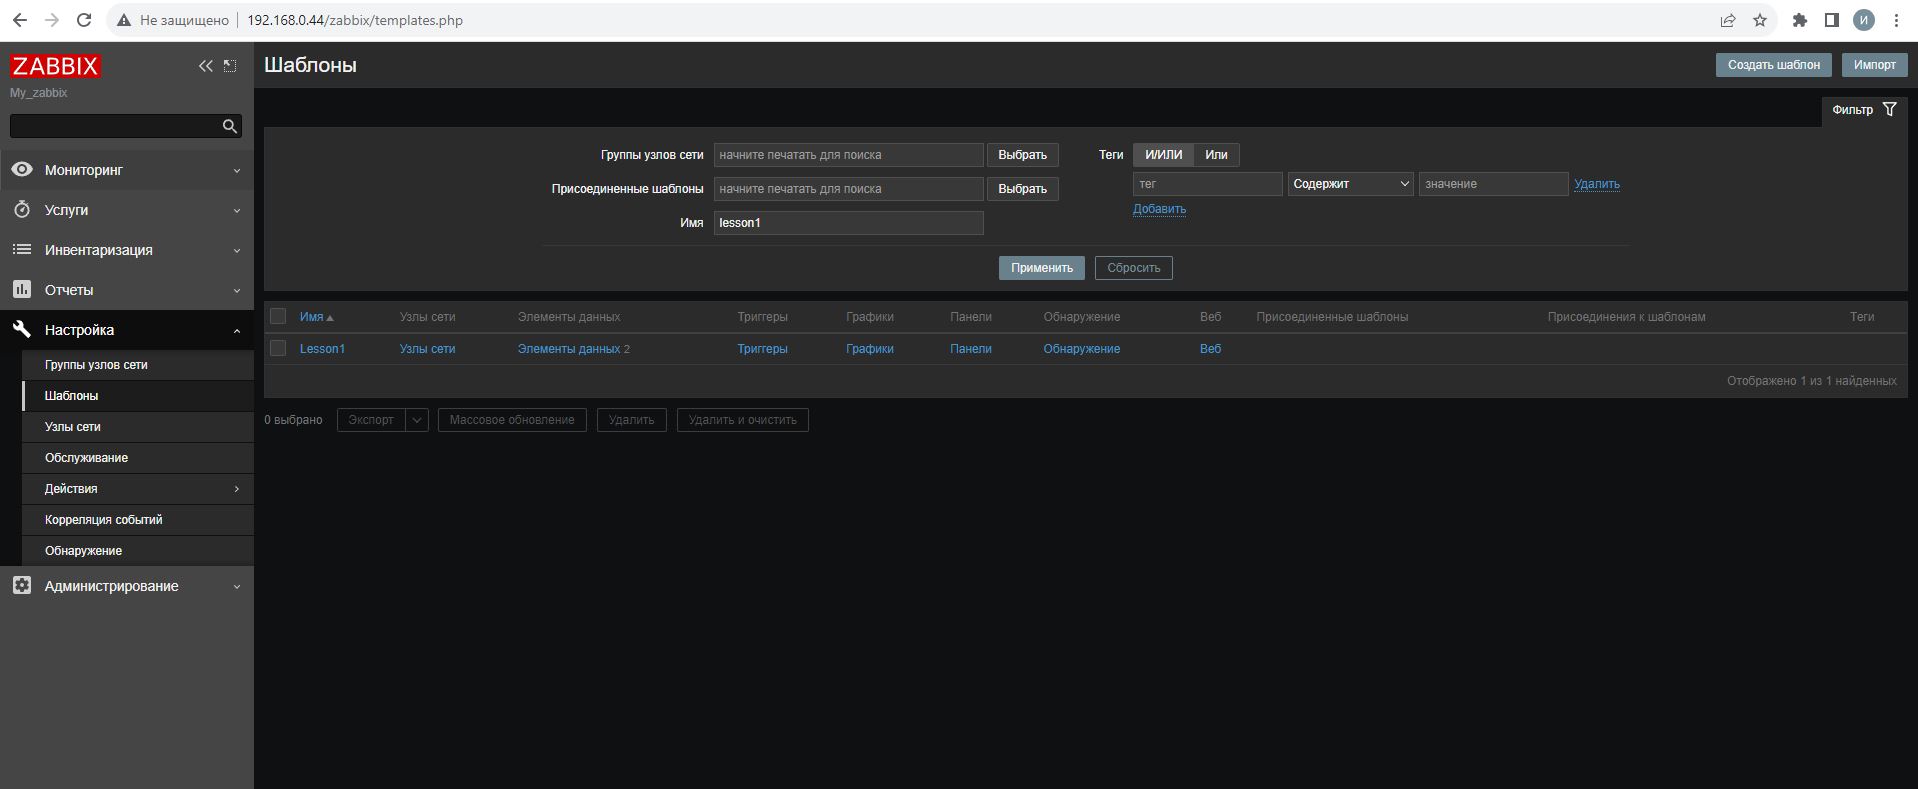 Не защищено 192.168.0.44/zabbix/templates.php И
ZABBIX
My_zabbix
Мониторинг
Услуги
Инвентаризация
Отчеты
Настройка
Группы узлов сети
Шаблоны
Узлы сети
Обслуживание
Действия
Корреляция событий
Обнаружение
Администрирование
Шаблоны Создать шаблон Импорт
Фильтр
Группы узлов сети начните печатать для поиска Выбрать Теги И/ИЛИ Или
Присоединенные шаблоны начните печатать для поиска Выбрать тег Содержит значение Удалить
Добавить
Имя lesson1
Применить Сбросить
Имя Узлы сети Элементы данных Триггеры Графики Панели Обнаружение Веб Присоединенные шаблоны Присоединения к шаблонам Теги
Lesson1 Узлы сети Элементы данных 2 Триггеры Графики Панели Обнаружение Веб
Отображено 1 из 1 найденных
0 выбрано Экспорт Массовое обновление Удалить Удалить и очистить